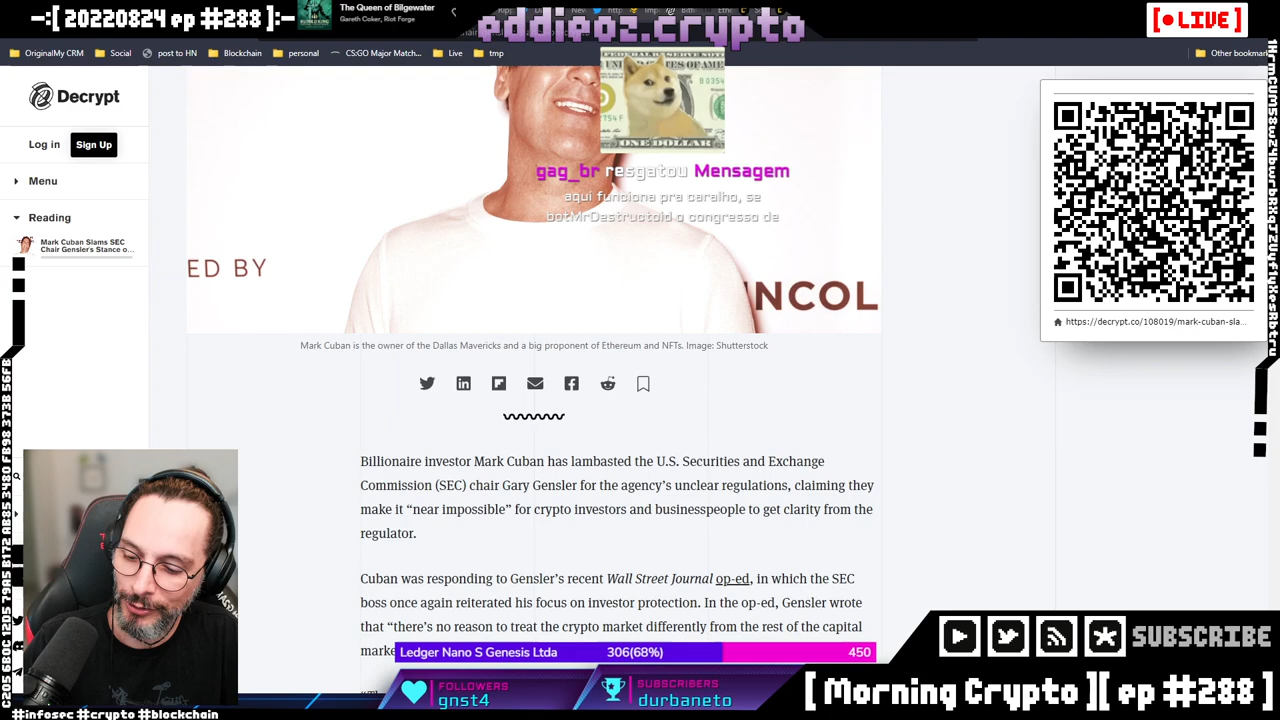 -:[ 20220824 ep #288 ]:-
The Queen of Bilgewater
Gareth Coker, Riot Forge
eddieoz.crypto
[● LIVE]
OriginalMy CRM
Social
post to HN
Blockchain
personal
CS:GO Major Match...
Live
tmp
Other bookmark
Decrypt
Log in
Sign Up
Menu
Reading
Mark Cuban Slams SEC
Chair Gensler's Stance o...
FEDERAL RESERVE NOTE
ONE DOLLAR
gag_br resgatou Mensagem
aqui funciona pra caralho, se
botMrDestructoid o congresso de
ED BY
INCOL
https://decrypt.co/108019/mark-cuban-sla...
Mark Cuban is the owner of the Dallas Mavericks and a big proponent of Ethereum and NFTs. Image: Shutterstock
Billionaire investor Mark Cuban has lambasted the U.S. Securities and Exchange
Commission (SEC) chair Gary Gensler for the agency's unclear regulations, claiming they
make it “near impossible” for crypto investors and businesspeople to get clarity from the
regulator.
Cuban was responding to Gensler's recent Wall Street Journal op-ed, in which the SEC
boss once again reiterated his focus on investor protection. In the op-ed, Gensler wrote
that “there's no reason to treat the crypto market differently from the rest of the capital
Ledger Nano S Genesis Ltda 306(68%) 450
FOLLOWERS
gnst4
SUBSCRIBERS
durbaneto
SUBSCRIBE
[ Morning Crypto ][ ep #288 ]
#infosec #crypto #blockchain